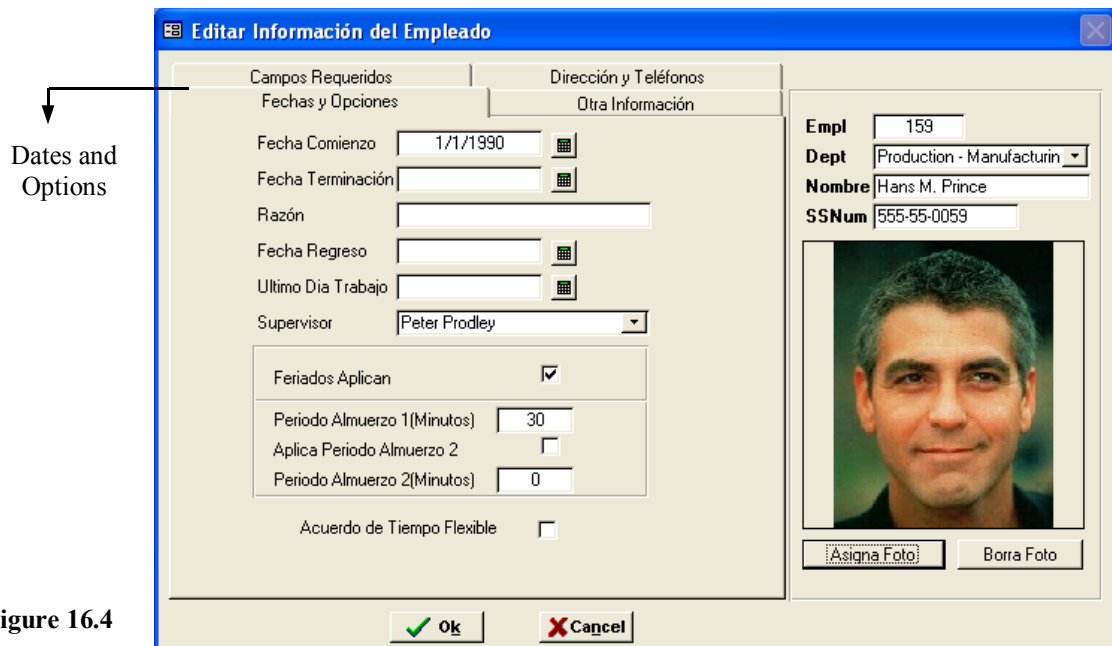 Editar Información del Empleado
Campos Requeridos
Dirección y Teléfonos
Fechas y Opciones
Otra Información
Dates and
Options
Fecha Comienzo 1/1/1990
Fecha Terminación
Razón
Fecha Regreso
Ultimo Dia Trabajo
Supervisor Peter Prodley
Feriados Aplican
Periodo Almuerzo 1(Minutos) 30
Aplica Periodo Almuerzo 2
Periodo Almuerzo 2(Minutos) 0
Acuerdo de Tiempo Flexible
Empl 159
Dept Production - Manufacturin
Nombre Hans M. Prince
SSNum 555-55-0059
Asigna Foto
Borra Foto
igure 16.4
Ok
Cancel